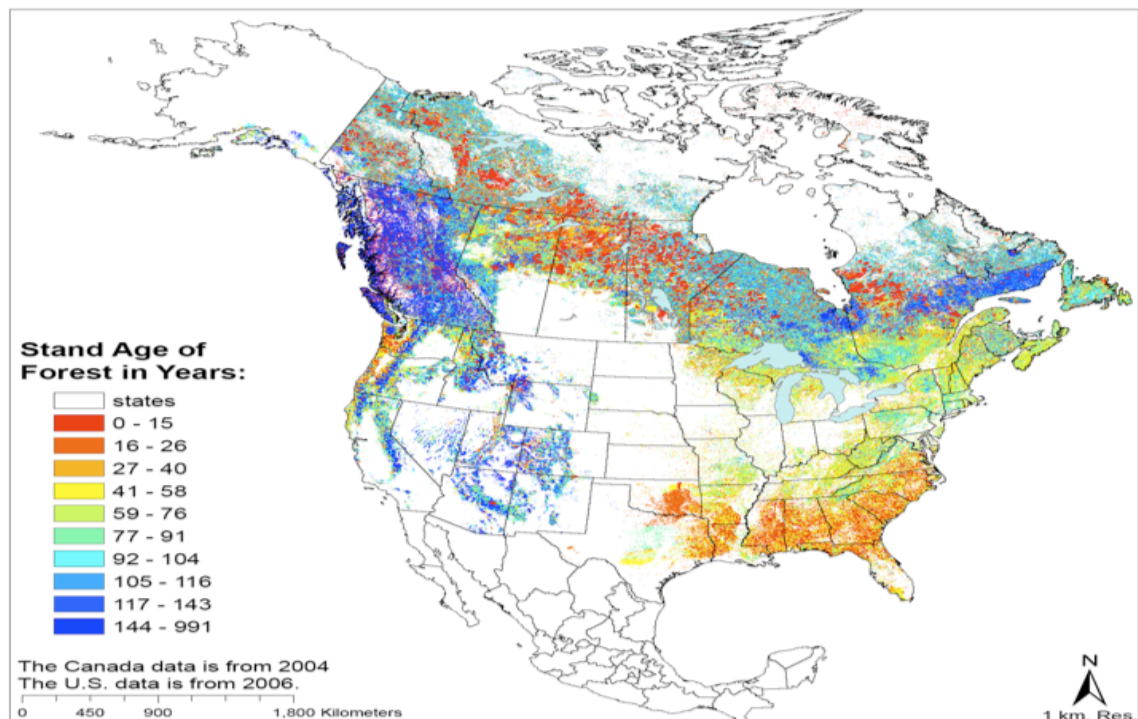 Stand Age of
Forest in Years:
states
0 - 15
16 - 26
27 - 40
41 - 58
59 - 76
77 - 91
92 - 104
105 - 116
117 - 143
144 - 991
The Canada data is from 2004
The U.S. data is from 2006.
0 450 900 1,800 Kilometers
N
1 km. Res